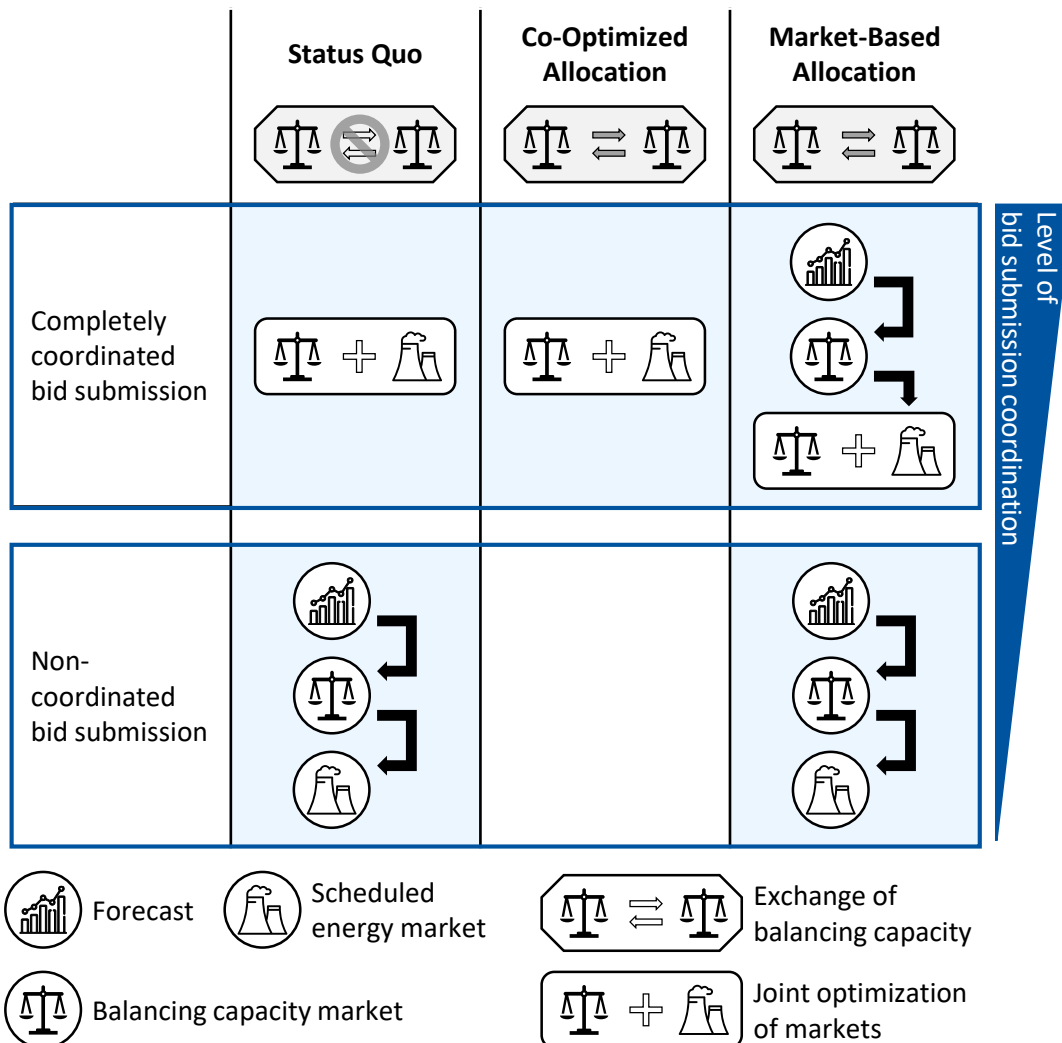 Status Quo
Co-Optimized
Allocation
Market-Based
Allocation
Completely
coordinated
bid submission
Level of
bid submission coordination
Non-
coordinated
bid submission
Forecast
Scheduled
energy market
Exchange of
balancing capacity
Balancing capacity market
Joint optimization
of markets